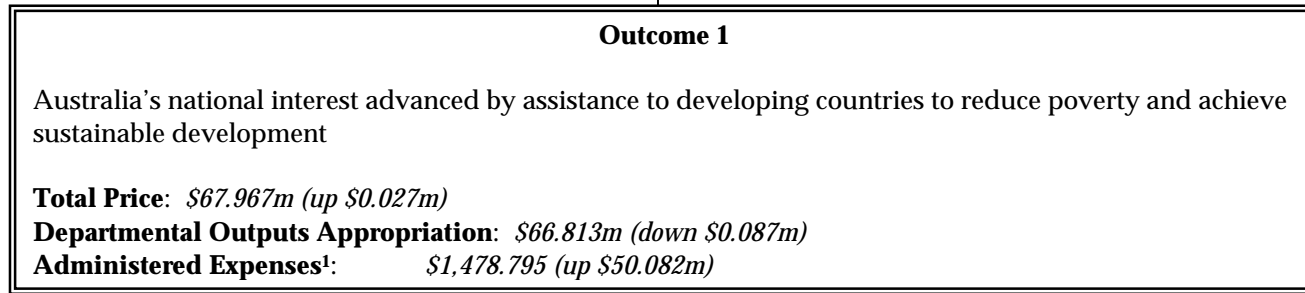 Outcome 1
Australia's national interest advanced by assistance to developing countries to reduce poverty and achieve
sustainable development
Total Price: $67.967m (up $0.027m)
Departmental Outputs Appropriation: $66.813m (down $0.087m)
Administered Expenses¹: $1,478.795 (up $50.082m)